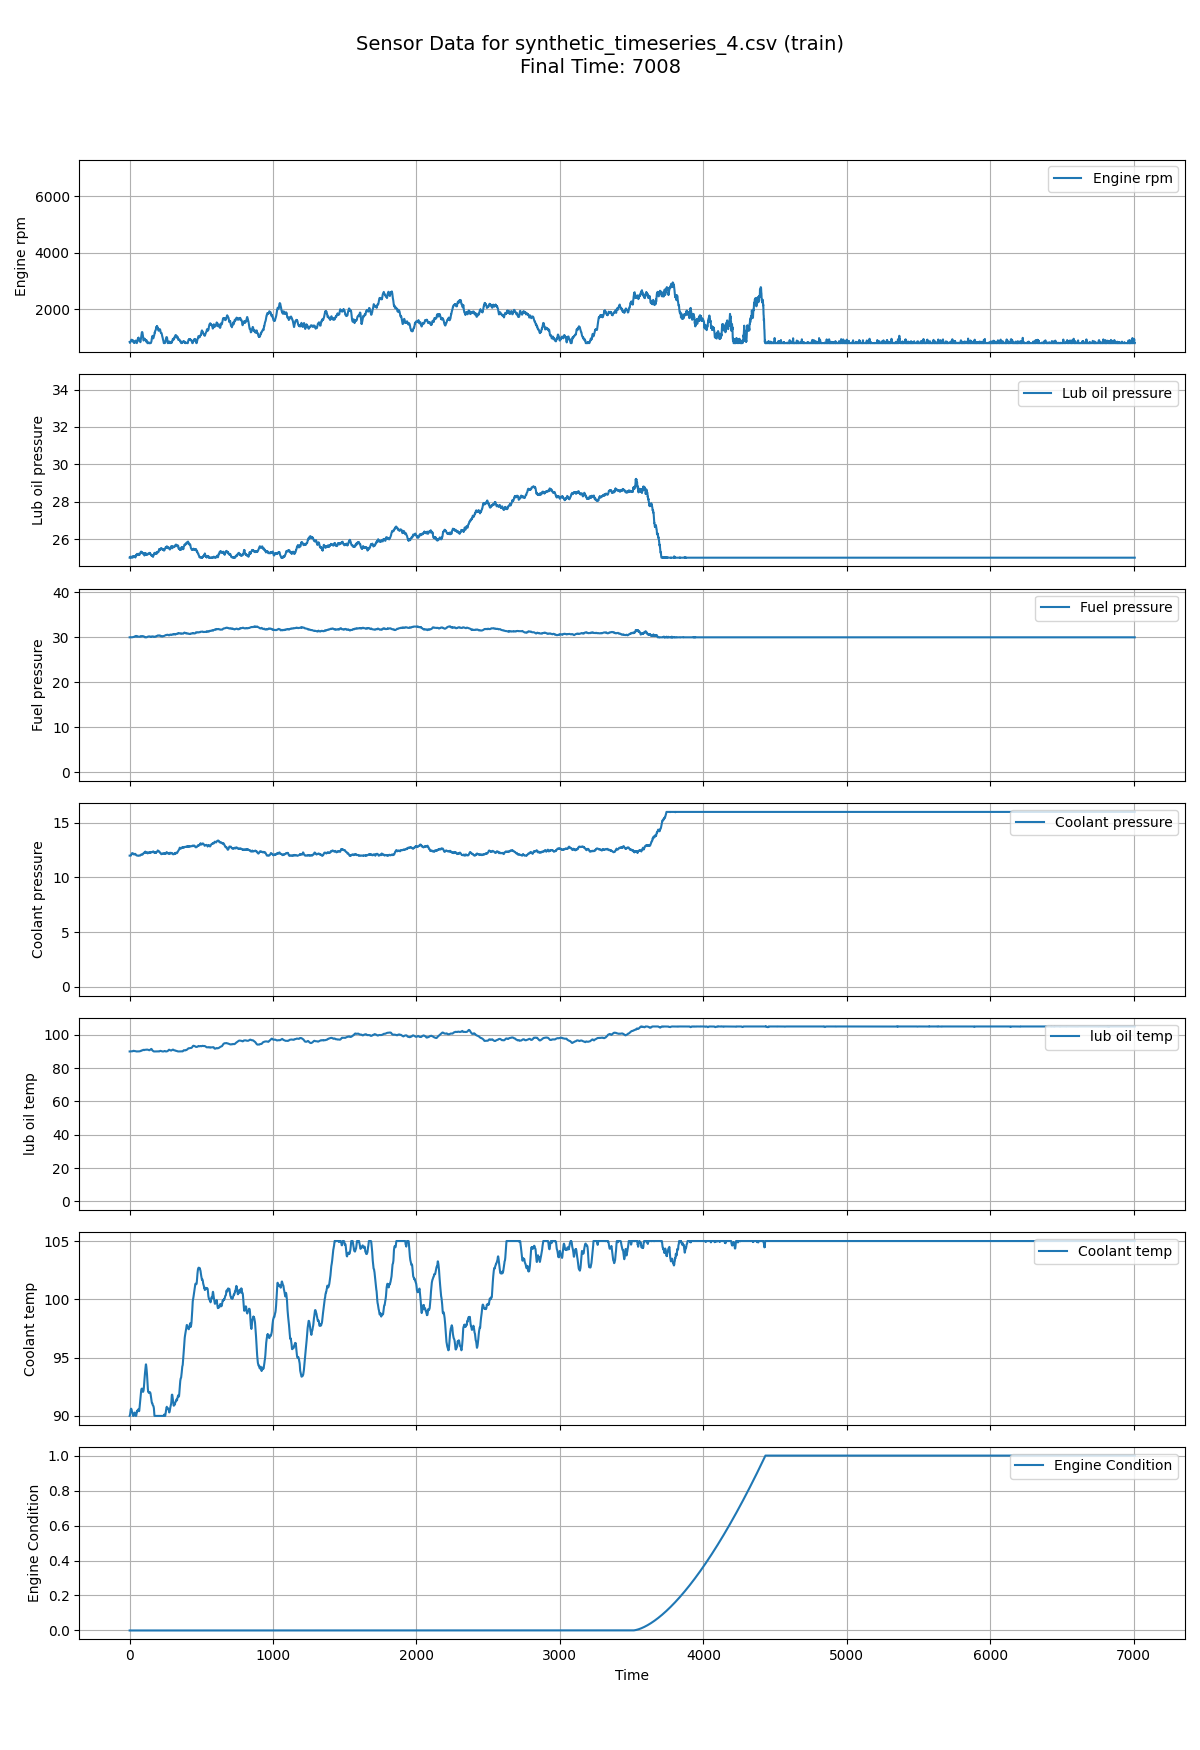 Sensor Data for synthetic_timeseries_4.csv (train)
Final Time: 7008
Engine rpm
6000
4000
2000
Engine rpm
Lub oil pressure
34
32
30
28
26
Lub oil pressure
Fuel pressure
40
30
20
10
0
Fuel pressure
Coolant pressure
15
10
5
0
Coolant pressure
lub oil temp
100
80
60
40
20
0
lub oil temp
Coolant temp
105
100
95
90
Coolant temp
Engine Condition
1.0
0.8
0.6
0.4
0.2
0.0
Engine Condition
0 1000 2000 3000 4000 5000 6000 7000
Time